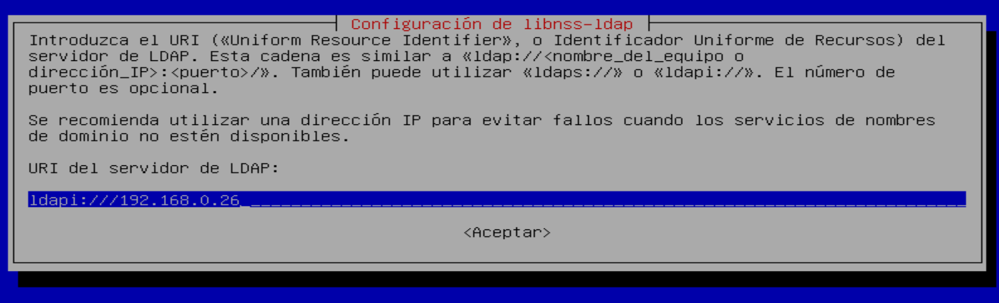 Configuración de libnss-ldap
Introduzca el URI («Uniform Resource Identifier», o Identificador Uniforme de Recursos) del
servidor de LDAP. Esta cadena es similar a «ldap://<nombre_del_equipo o
dirección_IP>:<puerto>/». También puede utilizar «ldaps://» o «ldapi://». El número de
puerto es opcional.
Se recomienda utilizar una dirección IP para evitar fallos cuando los servicios de nombres
de dominio no estén disponibles.
URI del servidor de LDAP:
ldapi:///192.168.0.26
<Aceptar>